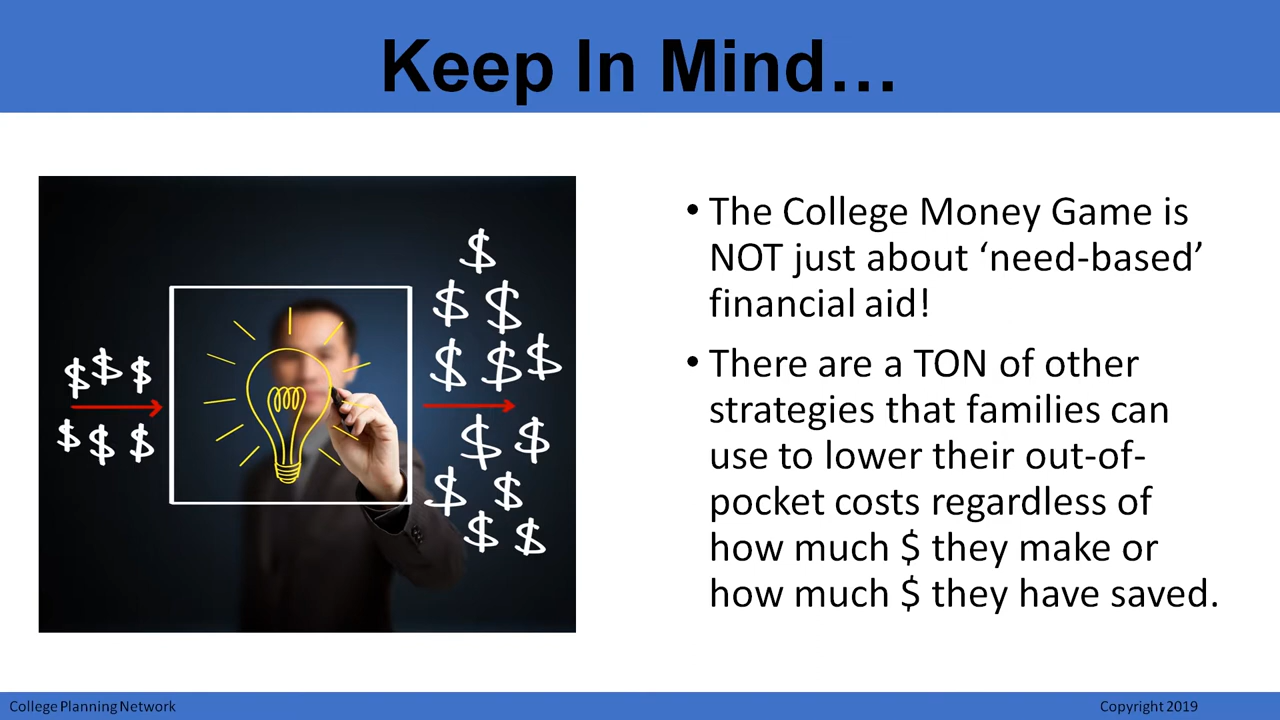 Keep In Mind…
• The College Money Game is
NOT just about ‘need-based’
financial aid!
• There are a TON of other
strategies that families can
use to lower their out-of-
pocket costs regardless of
how much $ they make or
how much $ they have saved.
$ $ $
$ $ $
$
$ $
$ $ $
$ $
$ $
$ $
College Planning Network
Copyright 2019